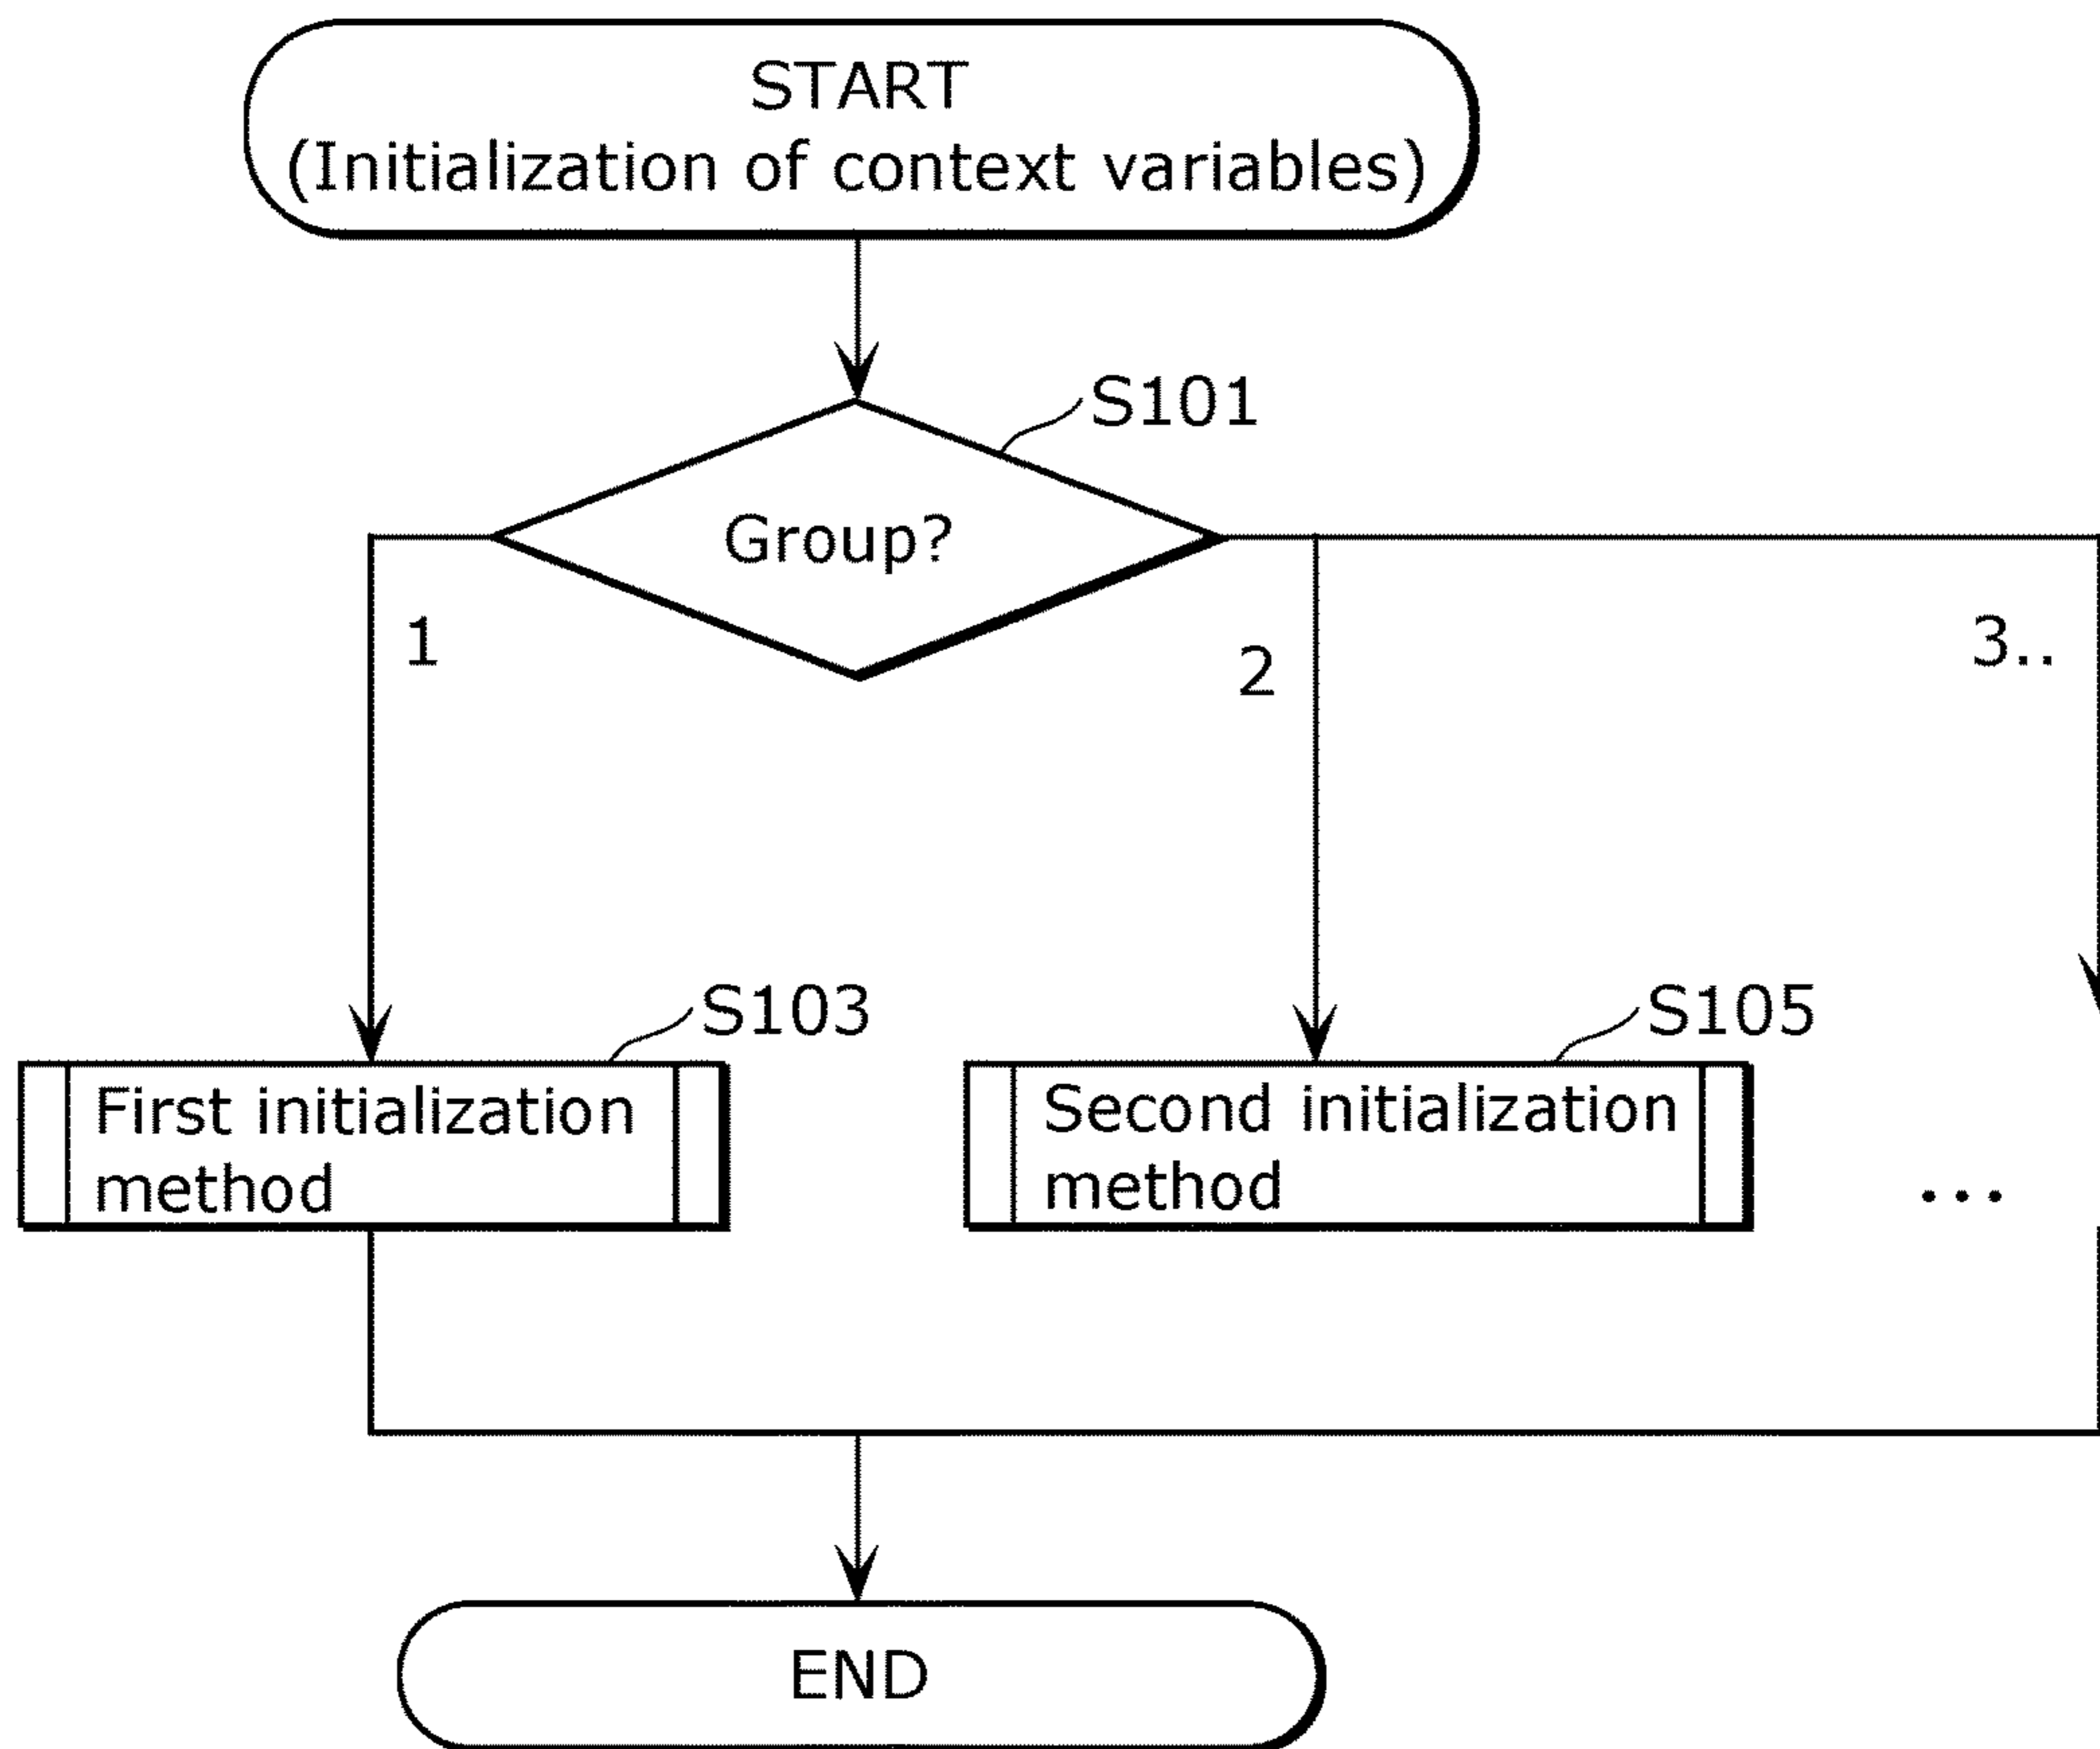 START
(Initialization of context variables)
S101
Group?
1
2
3..
S103
S105
First initialization
method
Second initialization
method
...
END